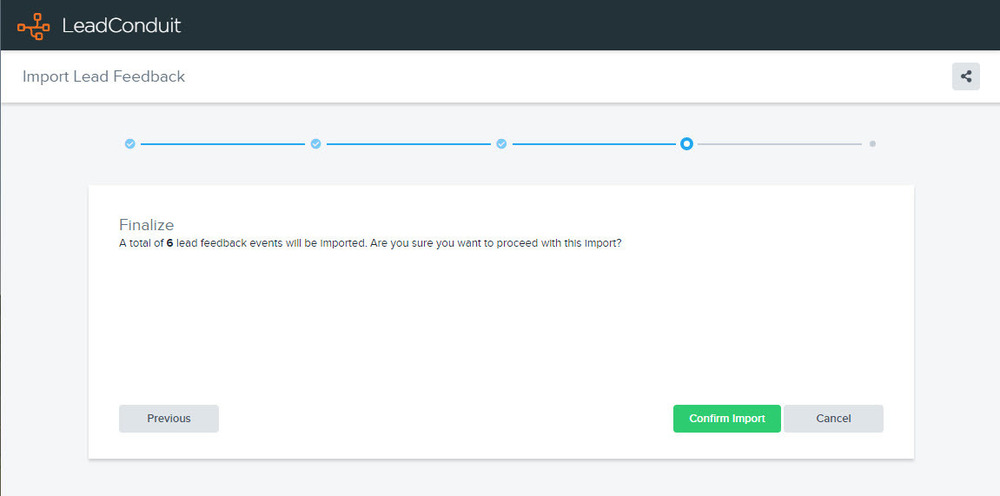 LeadConduit
Import Lead Feedback
Finalize
A total of 6 lead feedback events will be imported. Are you sure you want to proceed with this import?
Previous
Confirm Import
Cancel